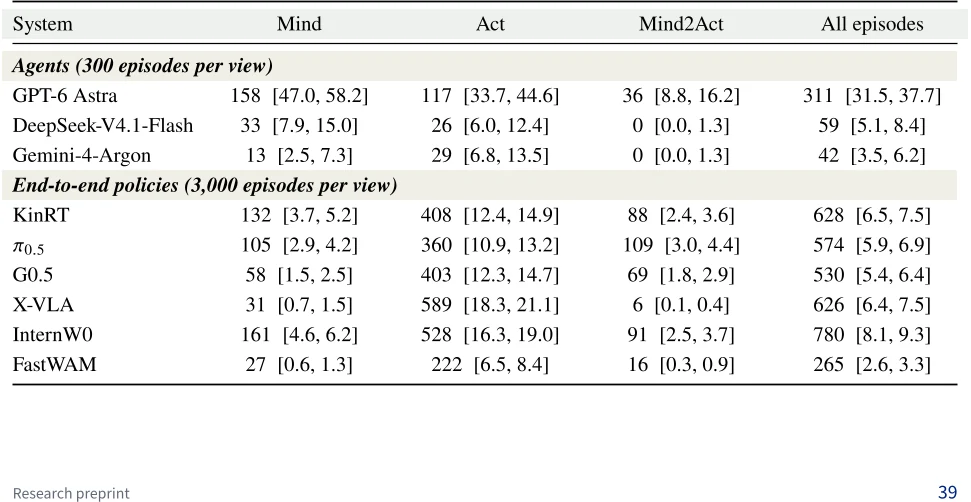 System Mind Act Mind2Act All episodes
Agents (300 episodes per view)
GPT-6 Astra 158 [47.0, 58.2] 117 [33.7, 44.6] 36 [8.8, 16.2] 311 [31.5, 37.7]
DeepSeek-V4.1-Flash 33 [7.9, 15.0] 26 [6.0, 12.4] 0 [0.0, 1.3] 59 [5.1, 8.4]
Gemini-4-Argon 13 [2.5, 7.3] 29 [6.8, 13.5] 0 [0.0, 1.3] 42 [3.5, 6.2]
End-to-end policies (3,000 episodes per view)
KinRT 132 [3.7, 5.2] 408 [12.4, 14.9] 88 [2.4, 3.6] 628 [6.5, 7.5]
π0.5 105 [2.9, 4.2] 360 [10.9, 13.2] 109 [3.0, 4.4] 574 [5.9, 6.9]
G0.5 58 [1.5, 2.5] 403 [12.3, 14.7] 69 [1.8, 2.9] 530 [5.4, 6.4]
X-VLA 31 [0.7, 1.5] 589 [18.3, 21.1] 6 [0.1, 0.4] 626 [6.4, 7.5]
InternW0 161 [4.6, 6.2] 528 [16.3, 19.0] 91 [2.5, 3.7] 780 [8.1, 9.3]
FastWAM 27 [0.6, 1.3] 222 [6.5, 8.4] 16 [0.3, 0.9] 265 [2.6, 3.3]
Research preprint 39